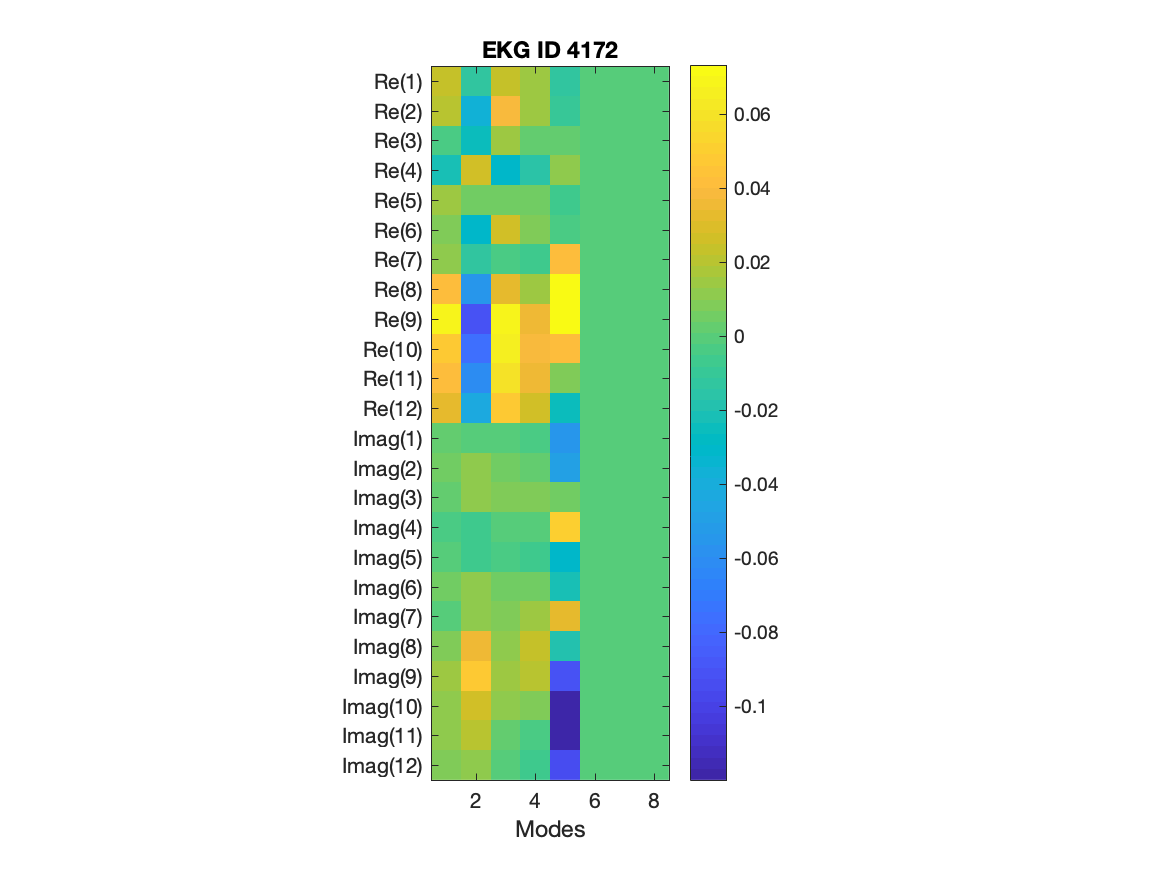 EKG ID 4172
Re(1)
Re(2)
Re(3)
Re(4)
Re(5)
Re(6)
Re(7)
Re(8)
Re(9)
Re(10)
Re(11)
Re(12)
Imag(1)
Imag(2)
Imag(3)
Imag(4)
Imag(5)
Imag(6)
Imag(7)
Imag(8)
Imag(9)
Imag(10)
Imag(11)
Imag(12)
2 4 6 8
Modes
0.06
0.04
0.02
0
-0.02
-0.04
-0.06
-0.08
-0.1